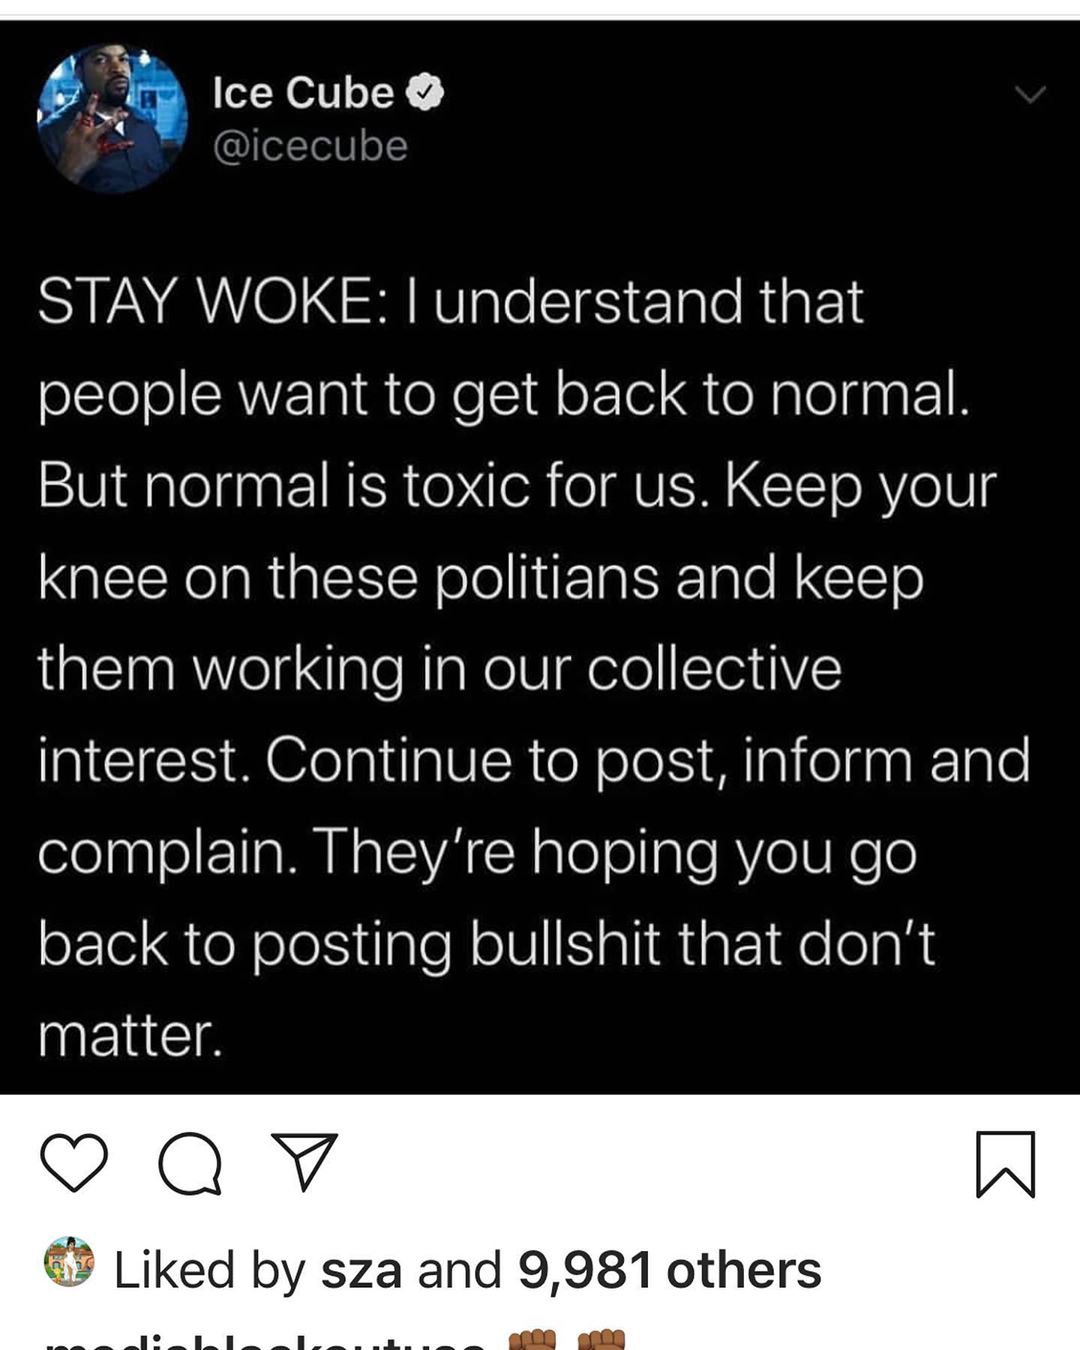 Ice Cube
@icecube
STAY WOKE: I understand that
people want to get back to normal.
But normal is toxic for us. Keep your
knee on these politians and keep
them working in our collective
interest. Continue to post, inform and
complain. They’re hoping you go
back to posting bullshit that don’t
matter.
Liked by sza and 9,981 others